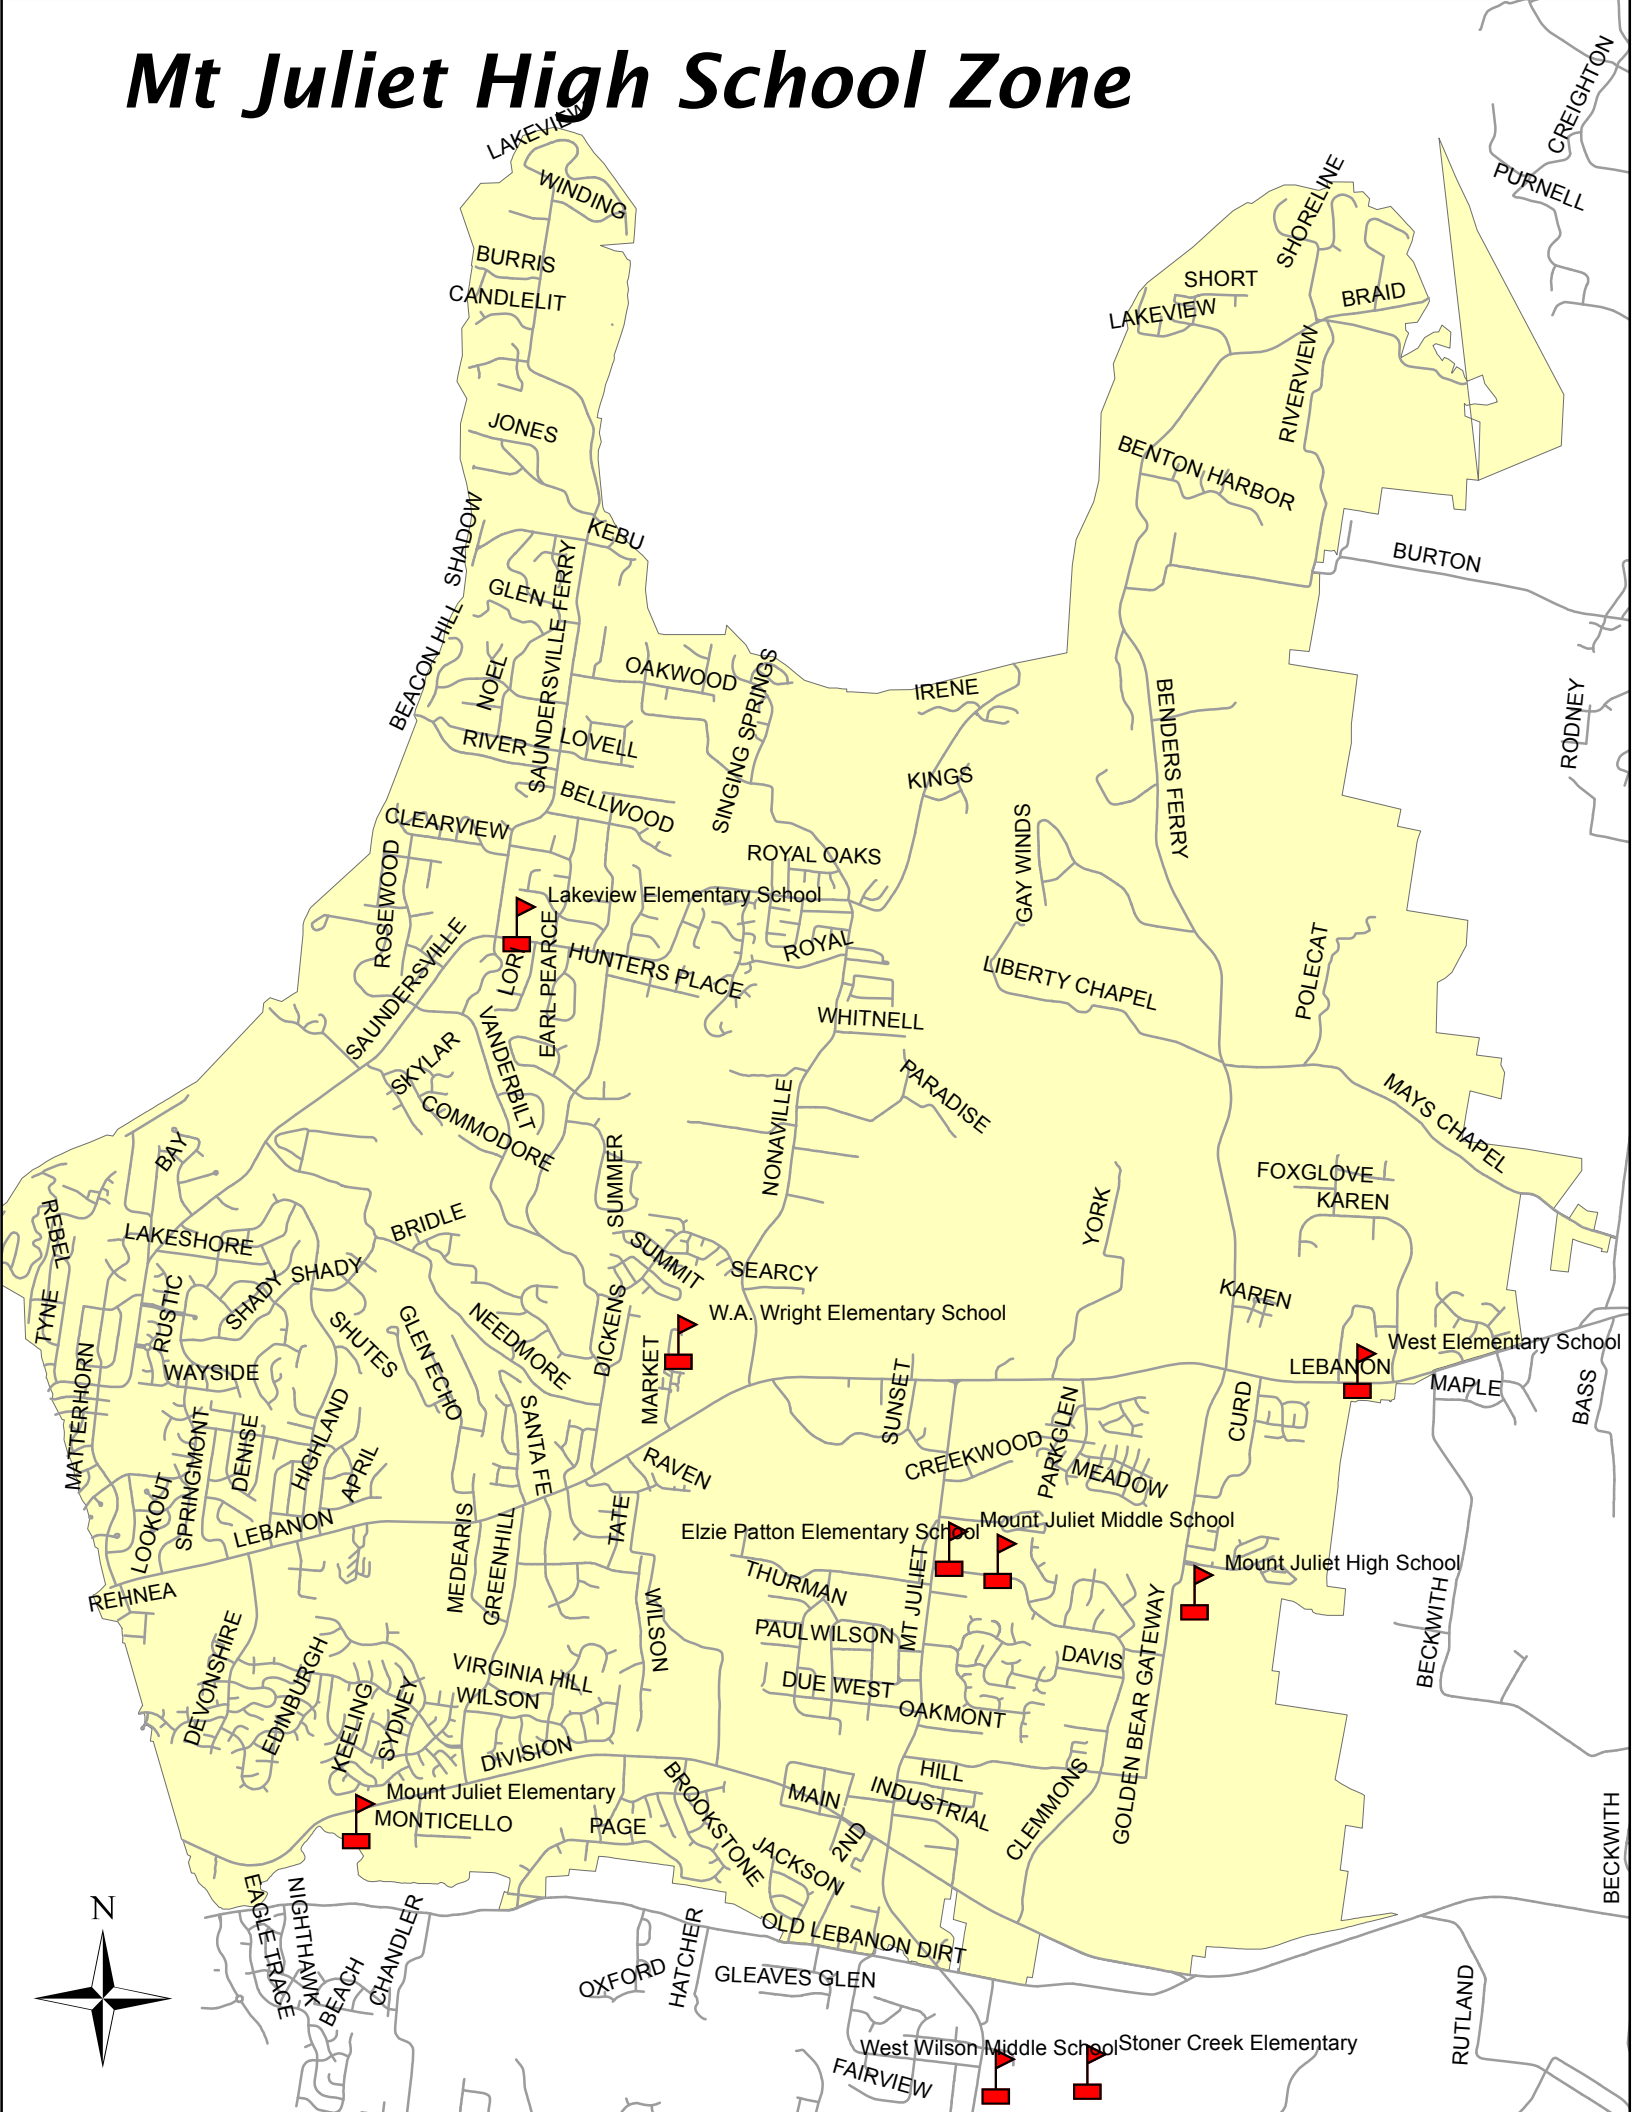 Mt Juliet High School Zone
LAKEVIEW
WINDING
CREIGHTON
PURNELL
SHORELINE
BURRIS
CANDLELIT
SHORT
BRAID
LAKEVIEW
RIVERVIEW
JONES
BENTON HARBOR
SHADOW
KEBU
BURTON
GLEN
SAUNDERSVILLE FERRY
BEACON HILL
NOEL
OAKWOOD
SINGING SPRINGS
IRENE
BENDERS FERRY
RODNEY
RIVER
LOVELL
KINGS
BELLWOOD
CLEARVIEW
GAY WINDS
ROYAL OAKS
ROSEWOOD
Lakeview Elementary School
SAUNDERSVILLE
LORI
EARL PEARCE
HUNTERS PLACE
ROYAL
LIBERTY CHAPEL
POLECAT
WHITNELL
VANDERBILT
SKYLAR
PARADISE
COMMODORE
NONAVILLE
MAYS CHAPEL
BAY
SUMMER
FOXGLOVE
KAREN
YORK
REBEL
LAKESHORE
BRIDLE
SUMMIT
SEARCY
SHADY
SHADY
KAREN
TYNE
RUSTIC
SHUTES
GLEN ECHO
NEEDMORE
DICKENS
MARKET
W.A. Wright Elementary School
West Elementary School
LEBANON
MATTERHORN
WAYSIDE
MAPLE
BASS
SUNSET
CURD
SANTA FE
PARKGLEN
HIGHLAND
SPRINGMONT
DENISE
APRIL
RAVEN
CREEKWOOD
MEADOW
LOOKOUT
LEBANON
MEDEARIS
GREENHILL
TATE
Elzie Patton Elementary School
Mount Juliet Middle School
Mount Juliet High School
REHNEA
THURMAN
MT JULIET
WILSON
BECKWITH
DEVONSHIRE
EDINBURGH
PAULWILSON
DAVIS
GOLDEN BEAR GATEWAY
VIRGINIA HILL
WILSON
DUE WEST
OAKMONT
KEELING
SYDNEY
DIVISION
HILL
Mount Juliet Elementary
MONTICELLO
BROOKSTONE
MAIN
INDUSTRIAL
CLEMMONS
PAGE
2ND
JACKSON
BECKWITH
N
EAGLE TRACE
NIGHTHAWK
CHANDLER
BEACH
OLD LEBANON DIRT
HATCHER
OXFORD
GLEAVES GLEN
RUTLAND
West Wilson Middle School
Stoner Creek Elementary
FAIRVIEW